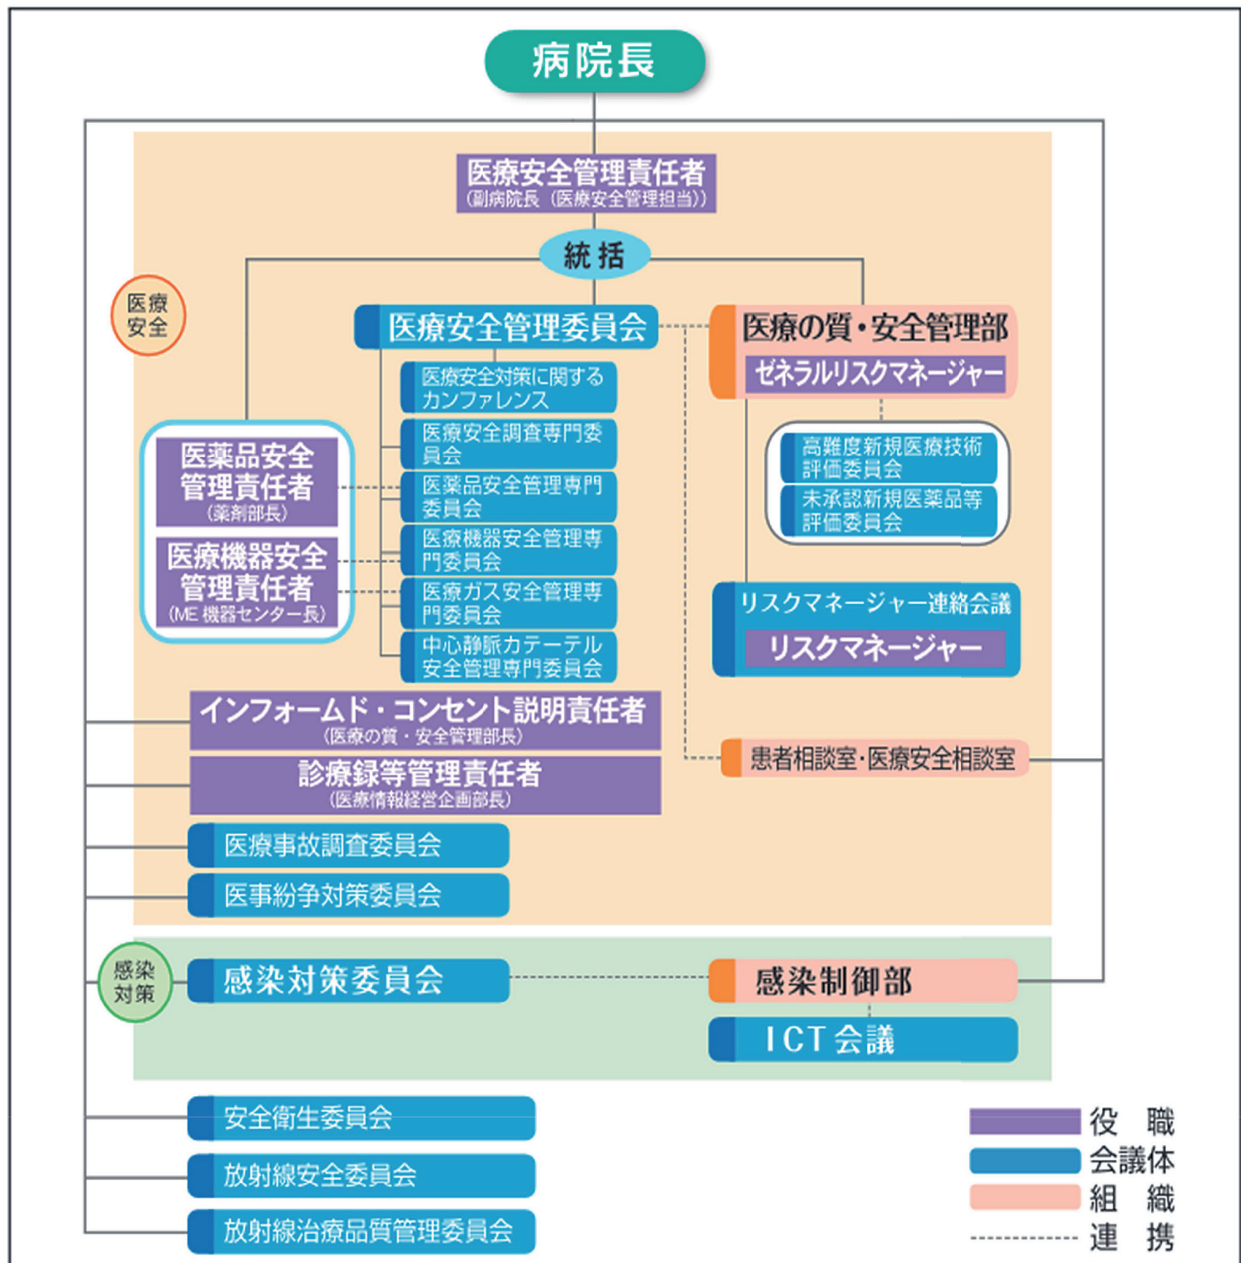 病院長
医療安全管理責任者
(副病院長（医療安全管理担当）)
統括
医療
安全
医療安全管理委員会
医療安全対策に関する
カンファレンス
医療安全調査専門委
員会
医薬品安全管理専門
委員会
医療機器安全管理専
門委員会
医療ガス安全管理専
門委員会
中心静脈カテーテル
安全管理専門委員会
医薬品安全
管理責任者
(薬剤部長)
医療機器安全
管理責任者
(ME 機器センター長)
医療の質・安全管理部
ゼネラルリスクマネージャー
高難度新規医療技術
評価委員会
未承認新規医薬品等
評価委員会
リスクマネージャー連絡会議
リスクマネージャー
インフォームド・コンセント説明責任者
(医療の質・安全管理部長)
診療録等管理責任者
(医療情報経営企画部長)
患者相談室・医療安全相談室
医療事故調査委員会
医事紛争対策委員会
感染
対策
感染対策委員会
感染制御部
ICT会議
安全衛生委員会
放射線安全委員会
放射線治療品質管理委員会
役 職
会議体
組 織
連 携